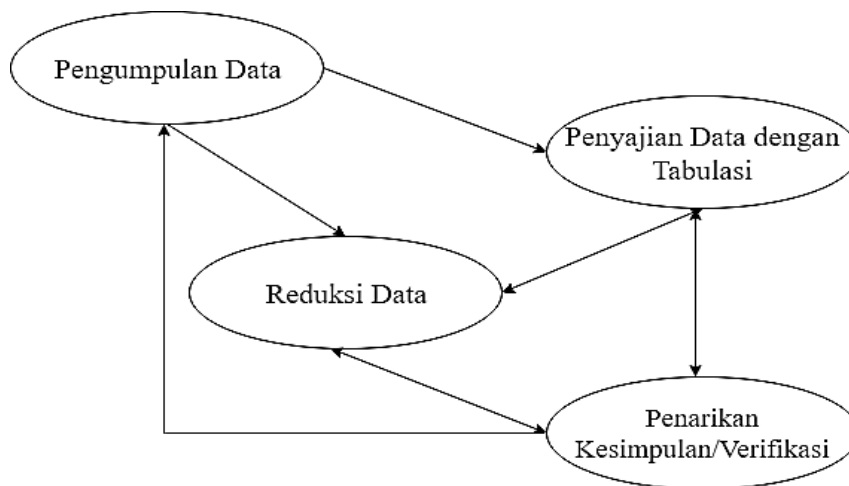 Pengumpulan Data
Penyajian Data dengan
Tabulasi
Reduksi Data
Penarikan
Kesimpulan/Verifikasi